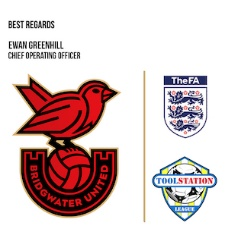 BEST REGARDS
EWAN GREENHILL
CHIEF OPERATING OFFICER
TheFA
BRIDGWATER UNITED
TOOLSTATION
LEAGUE